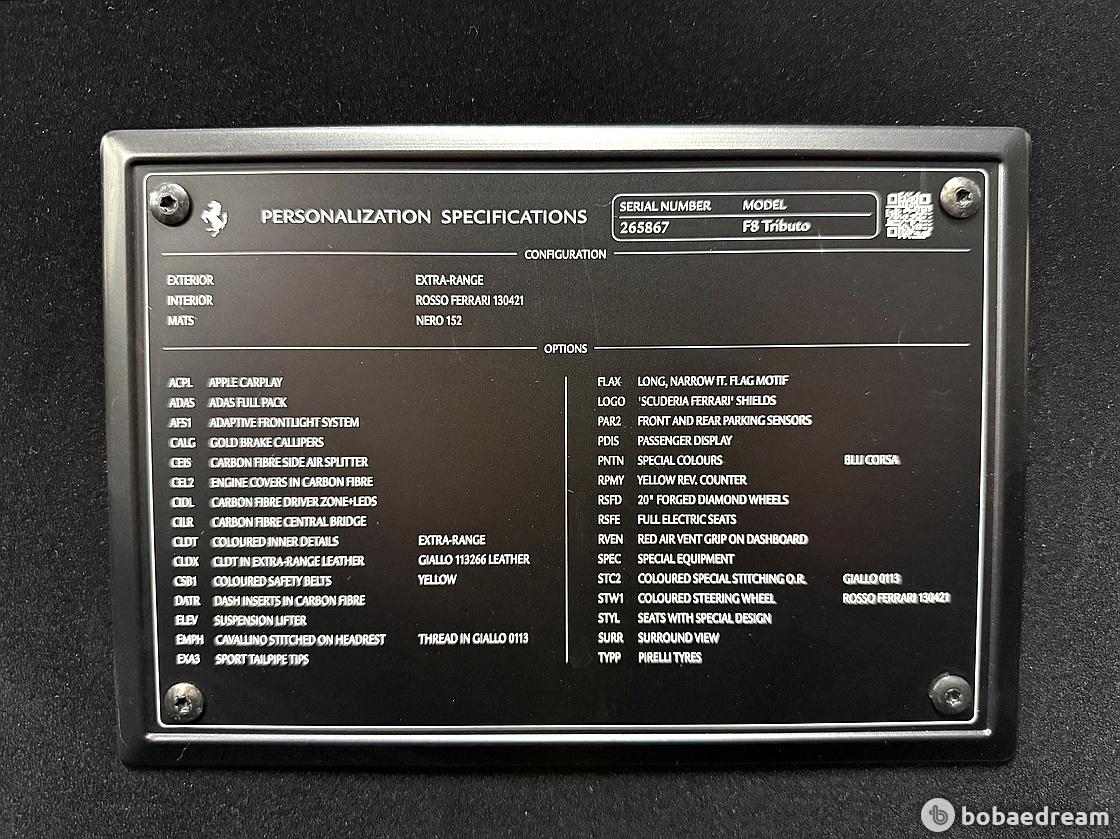 PERSONALIZATION SPECIFICATIONS
SERIAL NUMBER MODEL
265867 F8 Tributo
CONFIGURATION
EXTERIOR EXTRA-RANGE
INTERIOR ROSSO FERRARI 130421
MATS NERO 152
OPTIONS
ACPL APPLE CARPLAY
ADAS ADAS FULL PACK
AFS1 ADAPTIVE FRONTLIGHT SYSTEM
CALG GOLD BRAKE CALLIPERS
CEIS CARBON FIBRE SIDE AIR SPLITTER
CEL2 ENGINE COVERS IN CARBON FIBRE
CIDL CARBON FIBRE DRIVER ZONE+LEDS
CILR CARBON FIBRE CENTRAL BRIDGE
CLDT COLOURED INNER DETAILS EXTRA-RANGE
CLDX CLDT IN EXTRA-RANGE LEATHER GIALLO 113266 LEATHER
CSB1 COLOURED SAFETY BELTS YELLOW
DATR DASH INSERTS IN CARBON FIBRE
ELEV SUSPENSION LIFTER
EMPH CAVALLINO STITCHED ON HEADREST THREAD IN GIALLO 0113
EXA3 SPORT TAILPIPE TIPS
FLAX LONG, NARROW IT. FLAG MOTIF
LOGO 'SCUDERIA FERRARI' SHIELDS
PAR2 FRONT AND REAR PARKING SENSORS
PDIS PASSENGER DISPLAY
PNTN SPECIAL COLOURS BLU CORSA
RPMY YELLOW REV. COUNTER
RSFD 20" FORGED DIAMOND WHEELS
RSFE FULL ELECTRIC SEATS
RVEN RED AIR VENT GRIP ON DASHBOARD
SPEC SPECIAL EQUIPMENT
STC2 COLOURED SPECIAL STITCHING O.R. GIALLO 0113
STW1 COLOURED STEERING WHEEL ROSSO FERRARI 130421
STYL SEATS WITH SPECIAL DESIGN
SURR SURROUND VIEW
TYPP PIRELLI TYRES
bobaedream